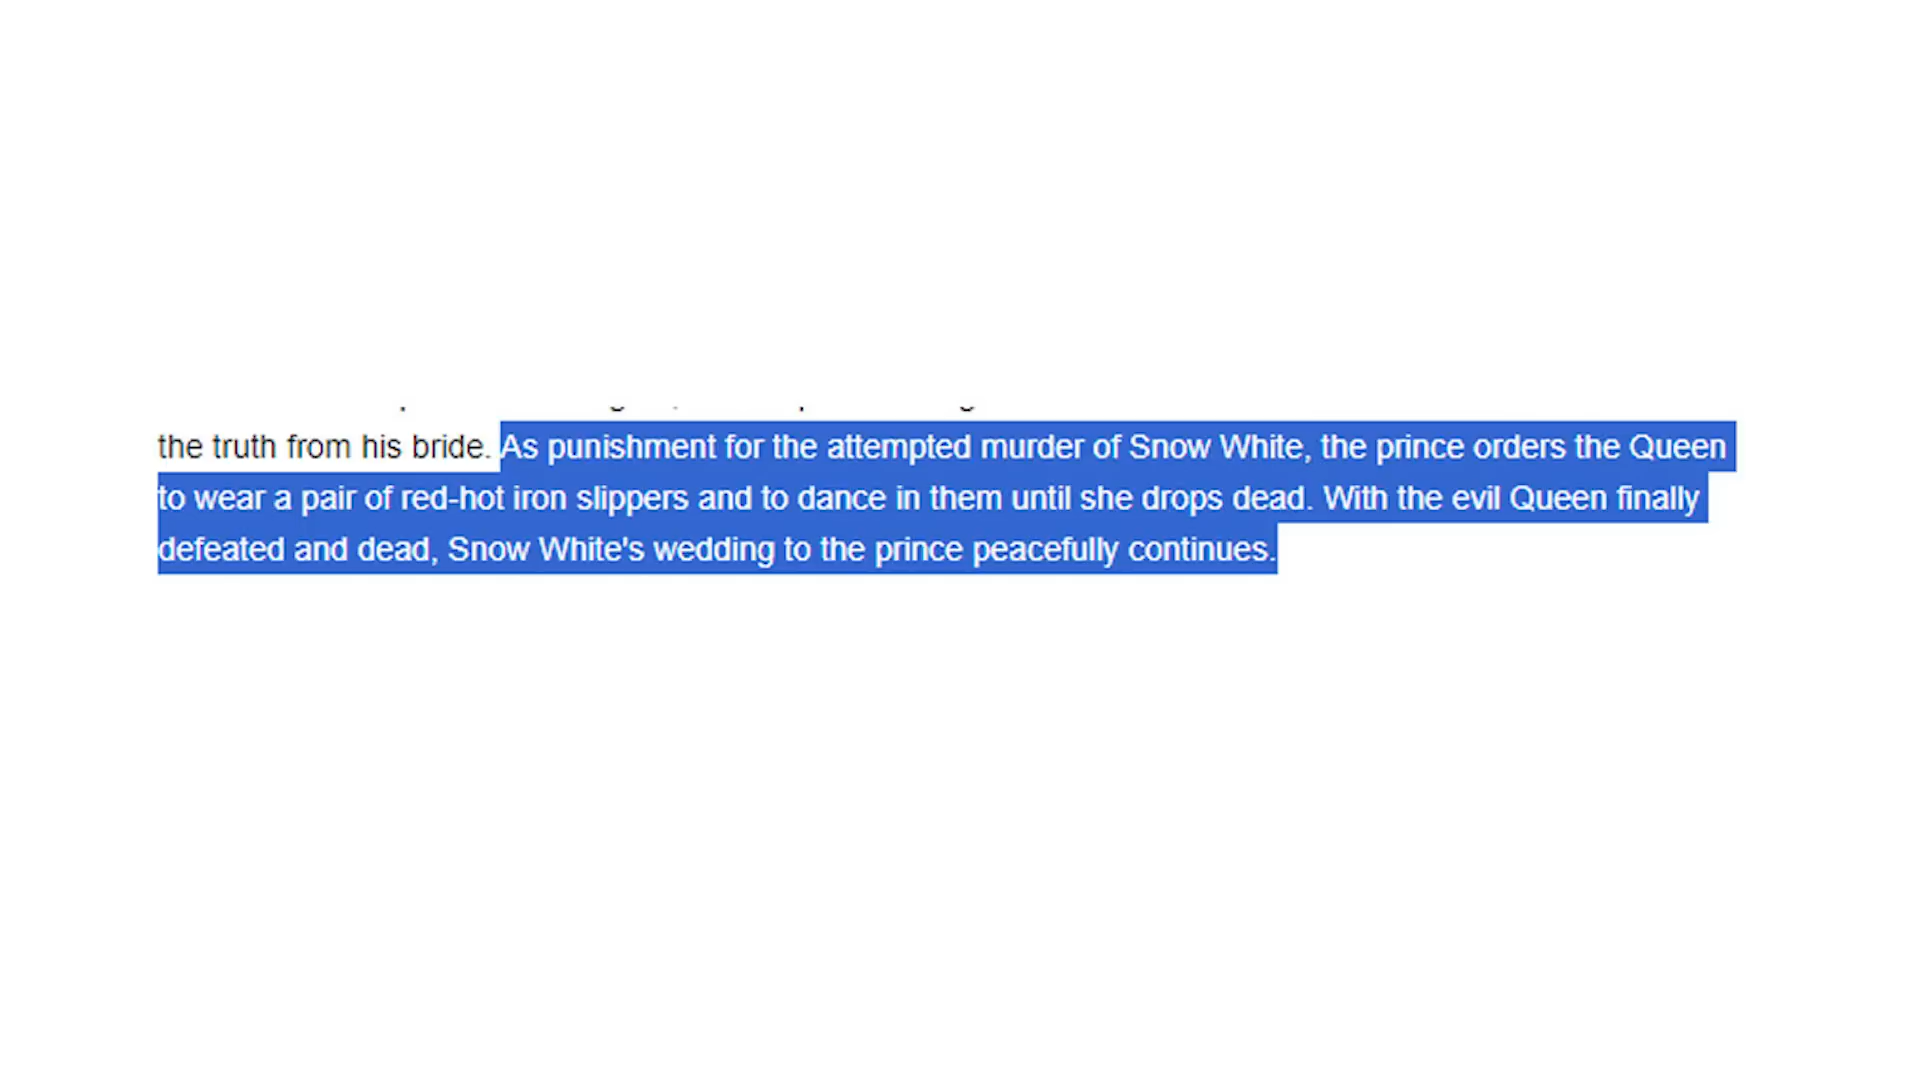 the truth from his bride. As punishment for the attempted murder of Snow White, the prince orders the Queen
to wear a pair of red-hot iron slippers and to dance in them until she drops dead. With the evil Queen finally
defeated and dead, Snow White's wedding to the prince peacefully continues.